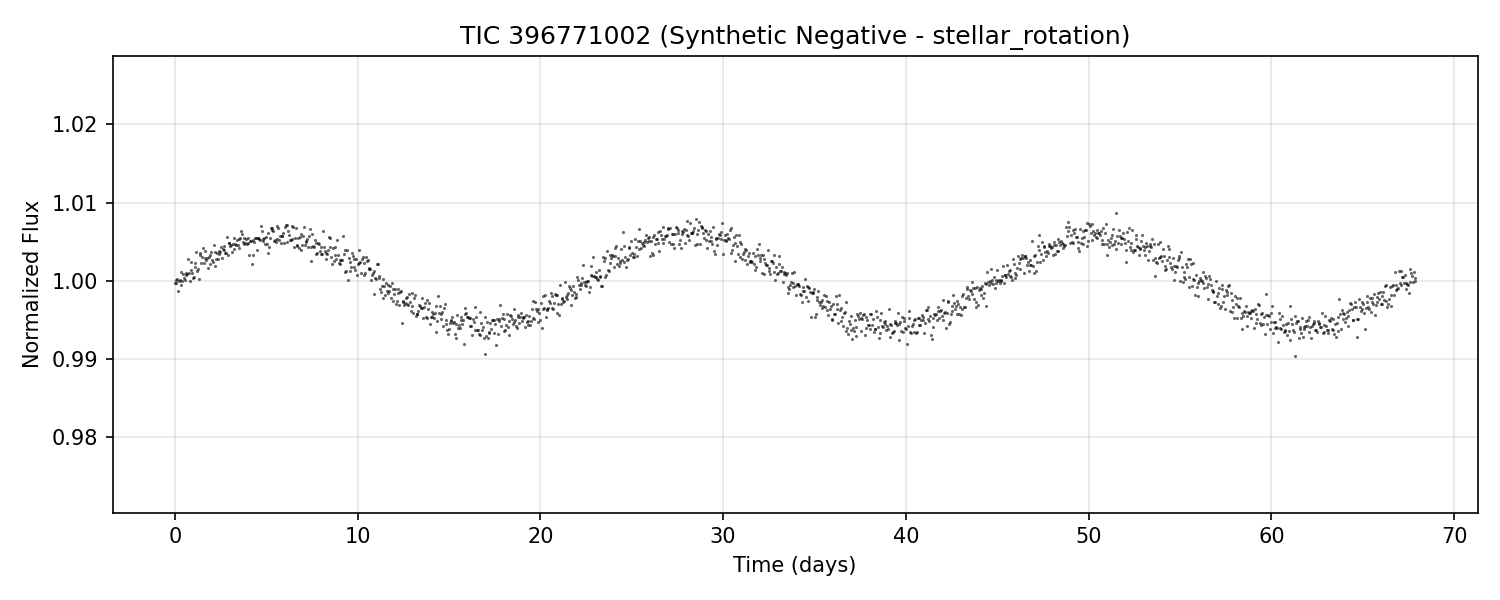 TIC 396771002 (Synthetic Negative - stellar_rotation)
Normalized Flux
1.02
1.01
1.00
0.99
0.98
0 10 20 30 40 50 60 70
Time (days)